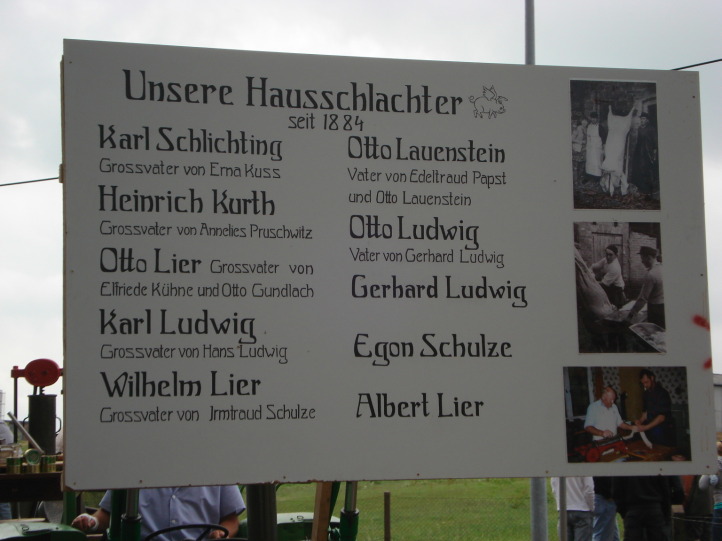 Unsere Hausschlachter
seit 1884
Karl Schlichting
Grossvater von Erna Kuss
Heinrich Kurth
Grossvater von Annelies Pruschwitz
Otto Lier Grossvater von
Elfriede Kühne und Otto Gundlach
Karl Ludwig
Grossvater von Hans Ludwig
Wilhelm Lier
Grossvater von Jrmtraud Schulze
Otto Lauenstein
Vater von Edeltraud Papst
und Otto Lauenstein
Otto Ludwig
Vater von Gerhard Ludwig
Gerhard Ludwig
Egon Schulze
Albert Lier